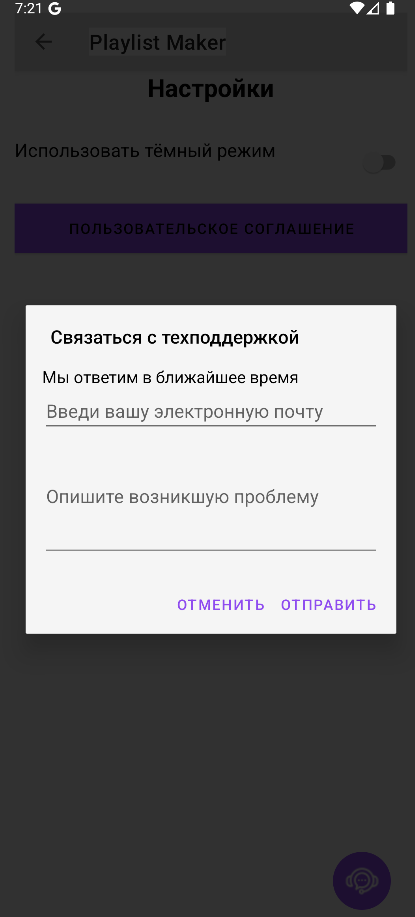 7:21 G
Playlist Maker
Настройки
Использовать тёмный режим
ПОЛЬЗОВАТЕЛЬСКОЕ СОГЛАШЕНИЕ
Связаться с техподдержкой
Мы ответим в ближайшее время
Введи вашу электронную почту
Опишите возникшую проблему
ОТМЕНИТЬ ОТПРАВИТЬ